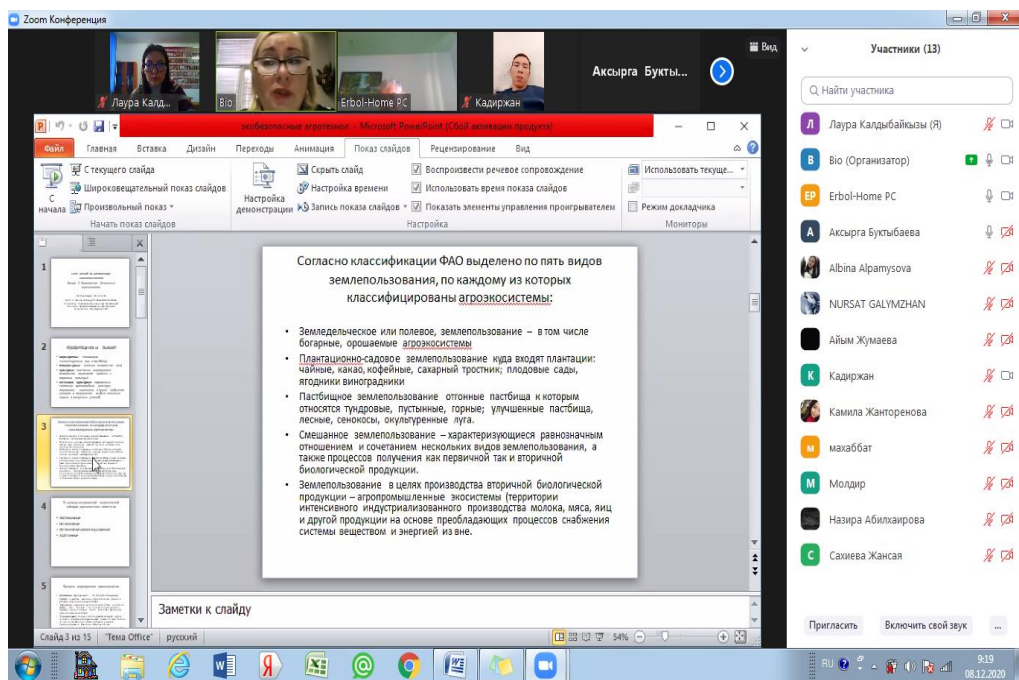 Zoom Конференция
Вид
Лаура Калд...
Bio
Erbol-Home PC
Кадиржан
Аксырга Букты...
экобезопасные агротехнол - Microsoft PowerPoint (Сбой активации продукта)
Файл Главная Вставка Дизайн Переходы Анимация Показ слайдов Рецензирование Вид
С начала
С текущего слайда
Широковещательный показ слайдов
Произвольный показ
Начать показ слайдов
Настройка демонстрации
Скрыть слайд
Настройка времени
Запись показа слайдов
Воспроизвести речевое сопровождение
Использовать время показа слайдов
Показать элементы управления проигрывателем
Настройка
Использовать текуще...
Режим докладчика
Мониторы
1
2
3
4
5
Согласно классификации ФАО выделено по пять видов
землепользования, по каждому из которых
классифицированы агроэкосистемы:
• Земледельческое или полевое, землепользование – в том числе
богарные, орошаемые агроэкосистемы
• Плантационно-садовое землепользование куда входят плантации:
чайные, какао, кофейные, сахарный тростник; плодовые сады,
ягодники виноградники
• Пастбищное землепользование отгонные пастбища к которым
относятся тундровые, пустынные, горные; улучшенные пастбища,
лесные, сенокосы, окультуренные луга.
• Смешанное землепользование – характеризующиеся равнозначным
отношением и сочетанием нескольких видов землепользования, а
также процессов получения как первичной так и вторичной
биологической продукции.
• Землепользование в целях производства вторичной биологической
продукции – агропромышленные экосистемы (территории
интенсивного индустриализованного производства молока, мяса, яиц
и другой продукции на основе преобладающих процессов снабжения
системы веществом и энергией из вне.
Заметки к слайду
Слайд 3 из 15 "Тема Office" русский 54%
Участники (13)
Найти участника
Л Лаура Калдыбайкызы (Я)
B Bio (Организатор)
EP Erbol-Home PC
А Аксырга Буктыбаева
Albina Alpamysova
NURSAT GALYMZHAN
Айым Жумаева
К Кадиржан
Камила Жанторенова
м махаббат
М Молдир
Назира Абилхаирова
С Сахиева Жансая
Пригласить Включить свой звук ...
RU
9:19
08.12.2020